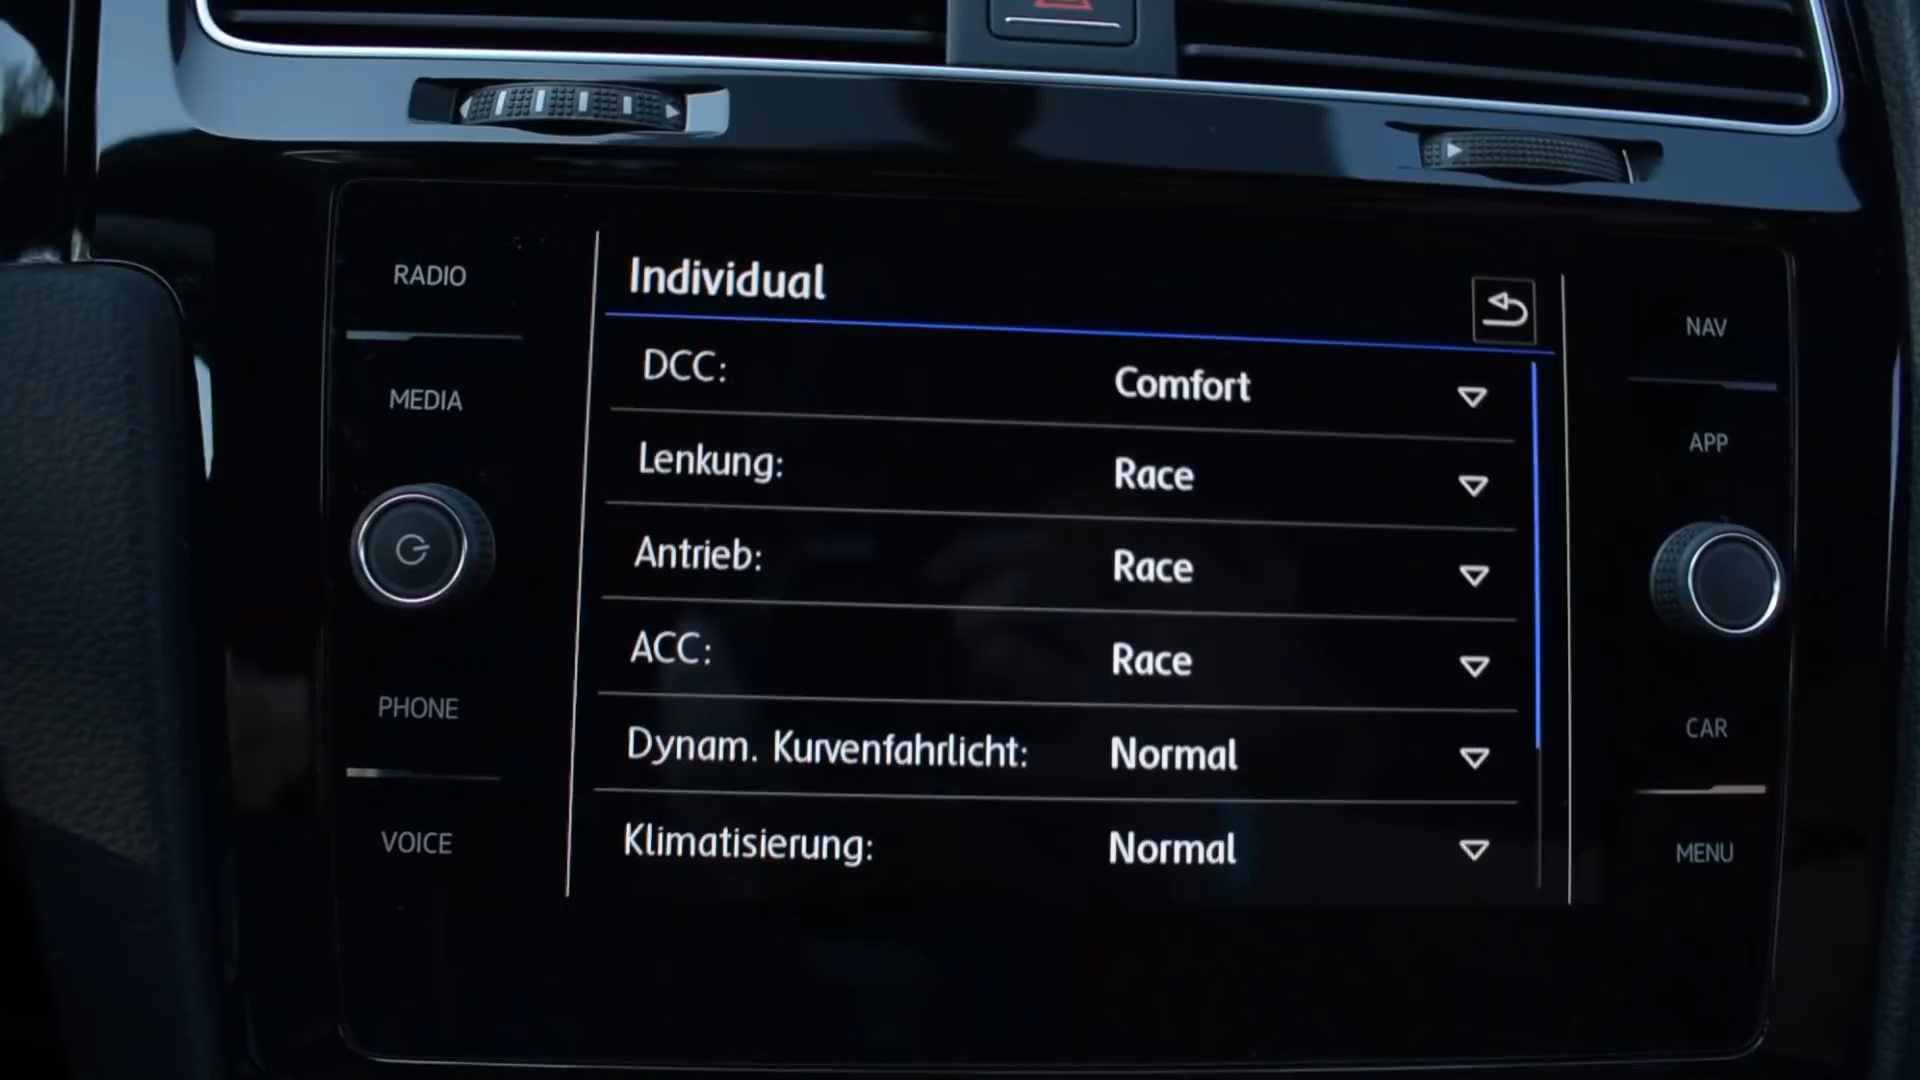 RADIO
MEDIA
PHONE
VOICE
Individual
DCC: Comfort
Lenkung: Race
Antrieb: Race
ACC: Race
Dynam. Kurvenfahrlicht: Normal
Klimatisierung: Normal
NAV
APP
CAR
MENU